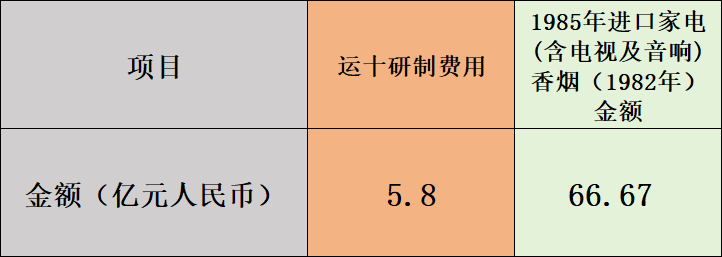 项目
运十研制费用
1985年进口家电
(含电视及音响)
香烟（1982年）
金额
金额（亿元人民币）
5.8
66.67